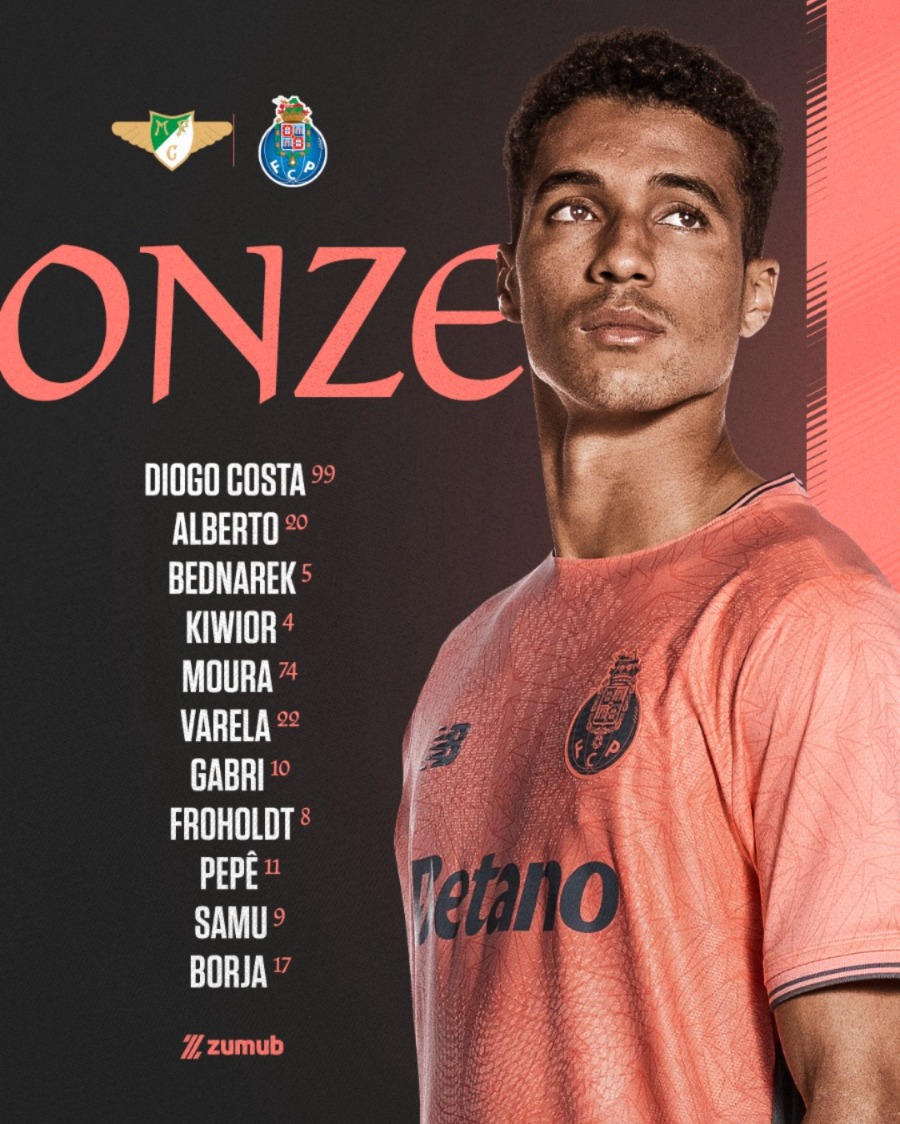 M F C
F C P
ONZE
DIOGO COSTA 99
ALBERTO 20
BEDNAREK 5
KIWIOR 4
MOURA 74
VARELA 22
GABRI 10
FROHOLDT 8
PEPÊ 11
SAMU 9
BORJA 17
zumub
NB
F C P
Betano